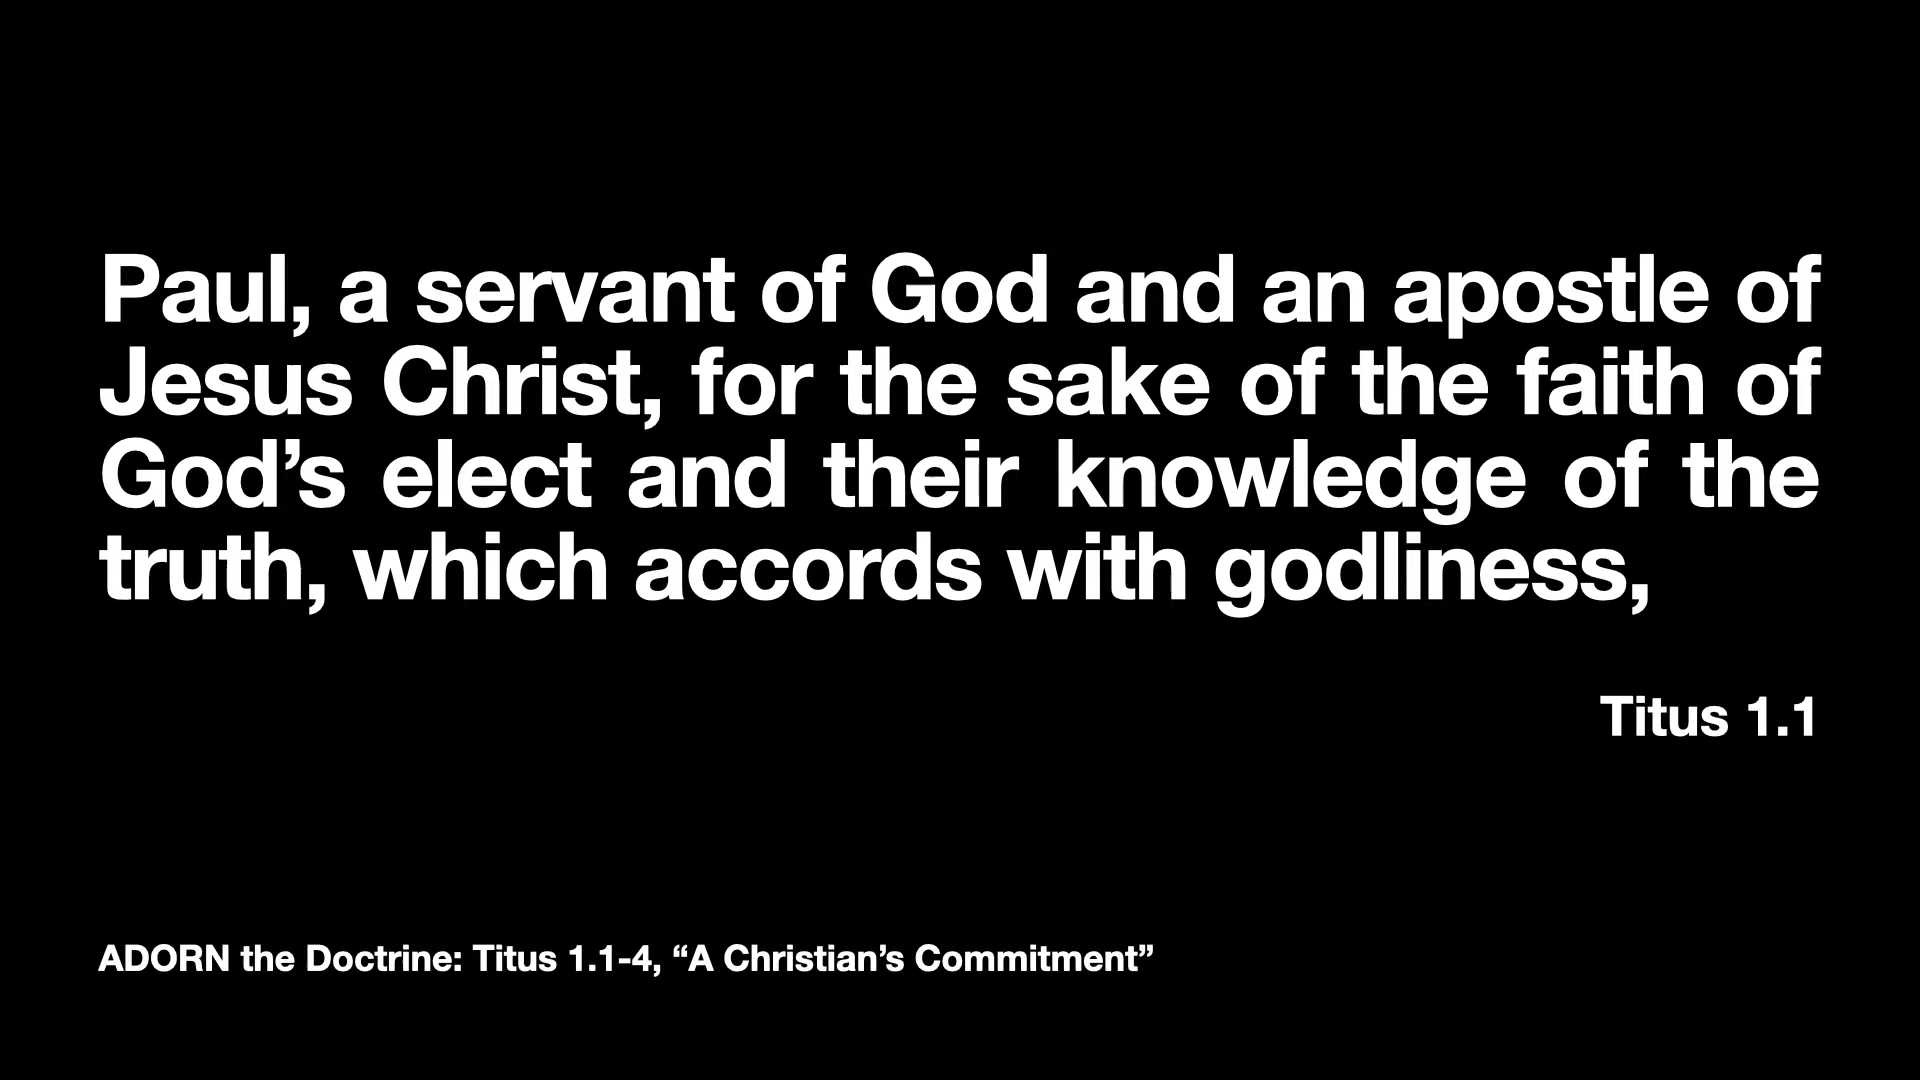 Paul, a servant of God and an apostle of
Jesus Christ, for the sake of the faith of
God’s elect and their knowledge of the
truth, which accords with godliness,
Titus 1.1
ADORN the Doctrine: Titus 1.1-4, “A Christian’s Commitment”